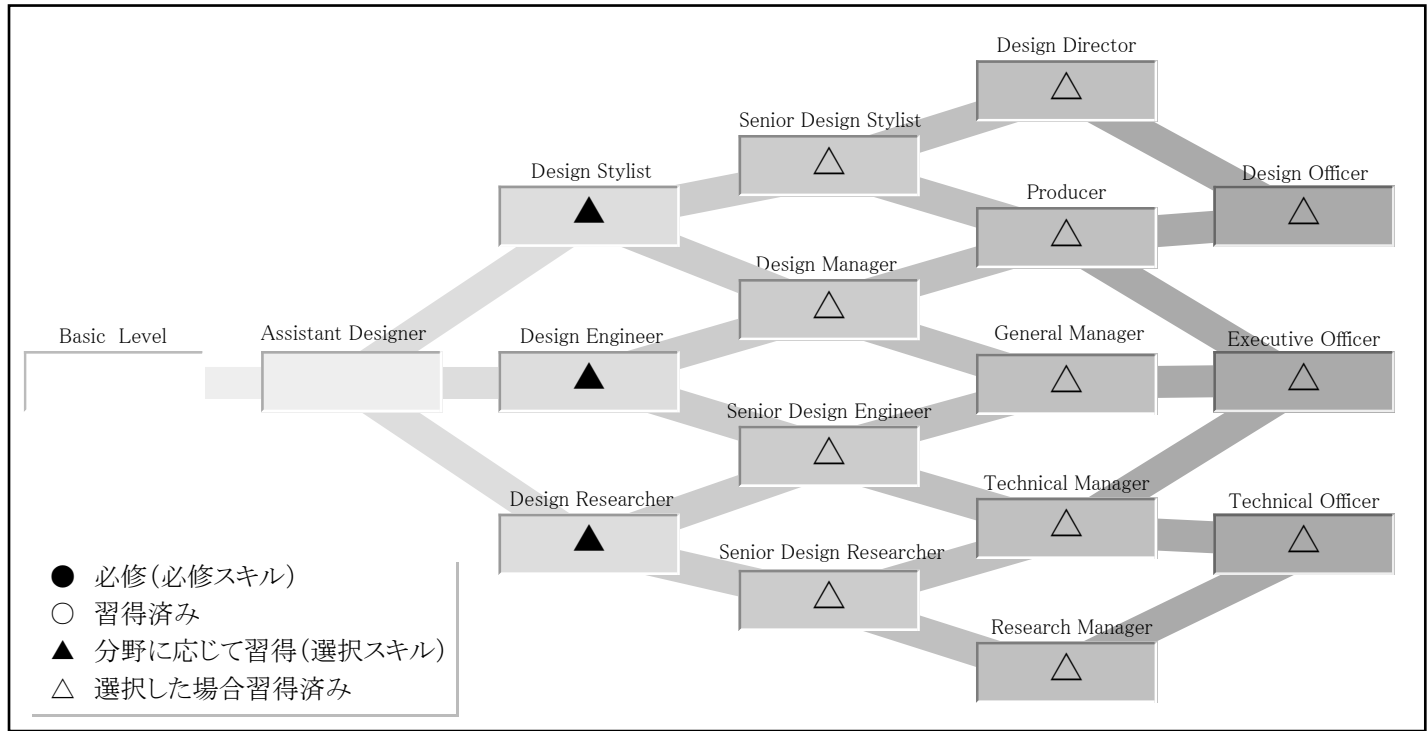 Design Director
△
Senior Design Stylist
△
Design Stylist
▲
Design Officer
△
Producer
△
Design Manager
△
Basic Level
Assistant Designer
Design Engineer
▲
General Manager
△
Executive Officer
△
Senior Design Engineer
△
Technical Manager
△
Design Researcher
▲
Technical Officer
△
Senior Design Researcher
△
Research Manager
△
● 必修(必修スキル)
○ 習得済み
▲ 分野に応じて習得(選択スキル)
△ 選択した場合習得済み